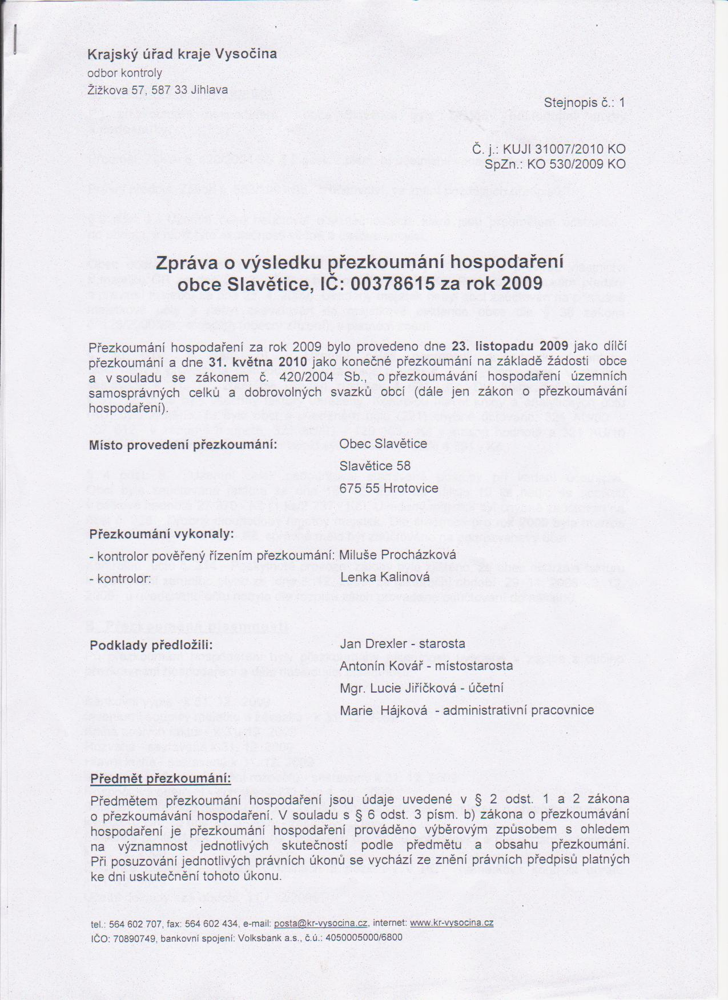 Krajský úřad kraje Vysočina
odbor kontroly
Žižkova 57, 587 33 Jihlava
Stejnopis č.: 1
Č. j.: KUJI 31007/2010 KO
SpZn.: KO 530/2009 KO
Zpráva o výsledku přezkoumání hospodaření
obce Slavětice, IČ: 00378615 za rok 2009
Přezkoumání hospodaření za rok 2009 bylo provedeno dne 23. listopadu 2009 jako dílčí
přezkoumání a dne 31. května 2010 jako konečné přezkoumání na základě žádosti obce
a v souladu se zákonem č. 420/2004 Sb., o přezkoumávání hospodaření územních
samosprávných celků a dobrovolných svazků obcí (dále jen zákon o přezkoumávání
hospodaření).
Místo provedení přezkoumání: Obec Slavětice
Slavětice 58
675 55 Hrotovice
Přezkoumání vykonaly:
- kontrolor pověřený řízením přezkoumání: Miluše Procházková
- kontrolor: Lenka Kalinová
Podklady předložili: Jan Drexler - starosta
Antonín Kovář - místostarosta
Mgr. Lucie Jiříčková - účetní
Marie Hájková - administrativní pracovnice
Předmět přezkoumání:
Předmětem přezkoumání hospodaření jsou údaje uvedené v § 2 odst. 1 a 2 zákona
o přezkoumávání hospodaření. V souladu s § 6 odst. 3 písm. b) zákona o přezkoumávání
hospodaření je přezkoumání hospodaření prováděno výběrovým způsobem s ohledem
na významnost jednotlivých skutečností podle předmětu a obsahu přezkoumání.
Při posuzování jednotlivých právních úkonů se vychází ze znění právních předpisů platných
ke dni uskutečnění tohoto úkonu.
tel.: 564 602 707, fax: 564 602 434, e-mail: posta@kr-vysocina.cz, internet: www.kr-vysocina.cz
IČO: 70890749, bankovní spojení: Volksbank a.s., č.ú.: 4050005000/6800